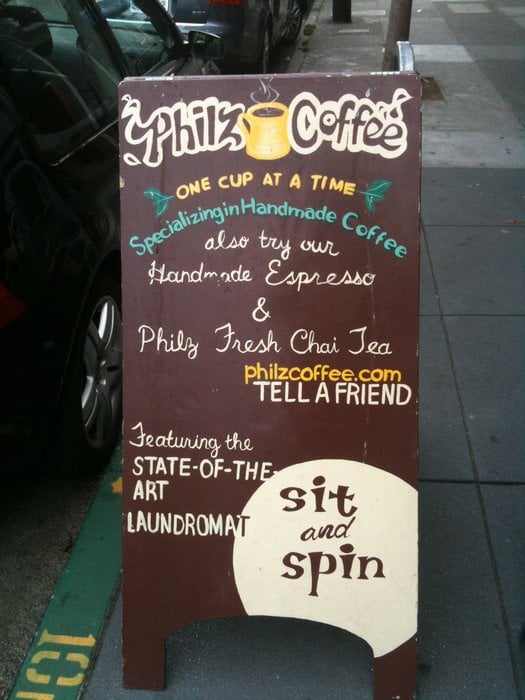 Philz Coffee
ONE CUP AT A TIME
Specializing in Handmade Coffee
also try our
Handmade Espresso
&
Philz Fresh Chai Tea
philzcoffee.com
TELL A FRIEND
Featuring the
STATE-OF-THE-
ART
LAUNDROMAT
sit
and
spin